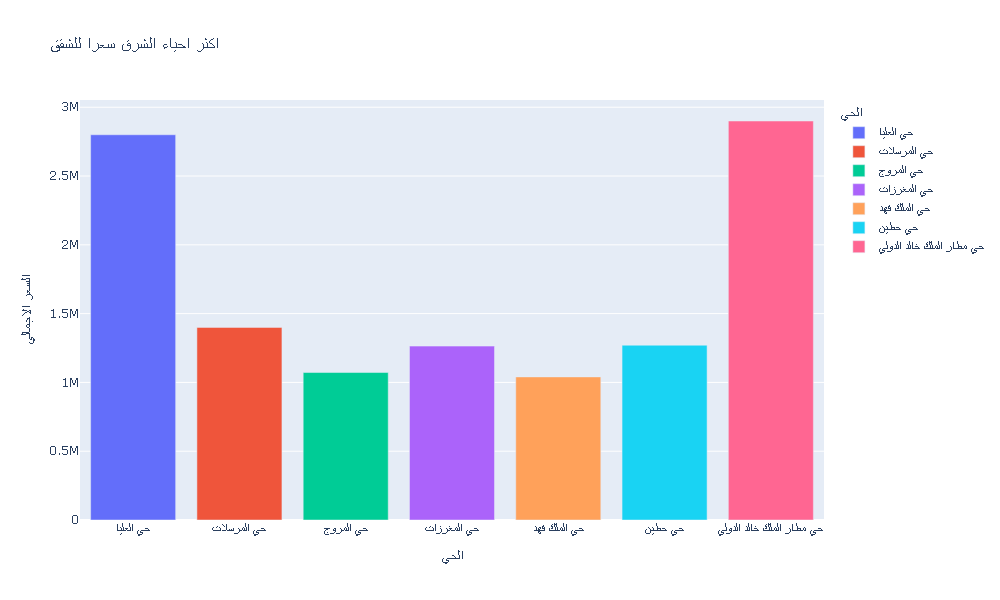 اكثر احياء الشرق سعرا للشقق
السعر الاجمالي
3M
2.5M
2M
1.5M
1M
0.5M
0
حي العليا
حي المرسلات
حي المروج
حي المغرزات
حي الملك فهد
حي حطين
حي مطار الملك خالد الدولي
الحي
الحي
حي العليا
حي المرسلات
حي المروج
حي المغرزات
حي الملك فهد
حي حطين
حي مطار الملك خالد الدولي